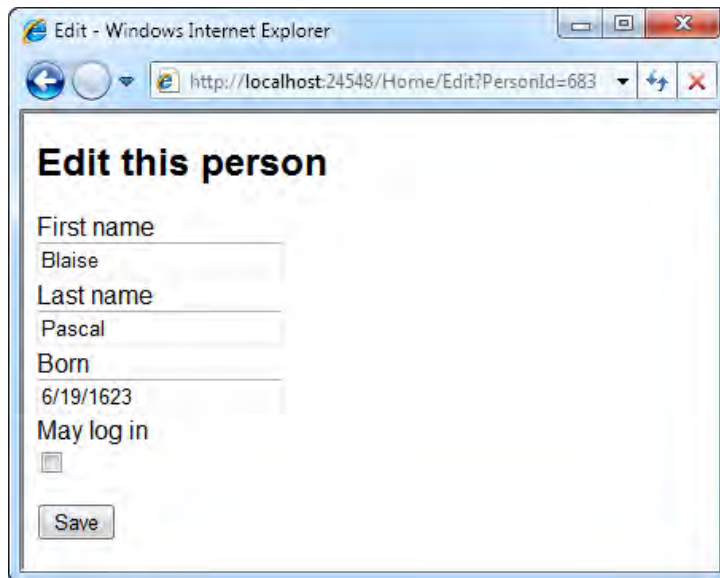 Edit - Windows Internet Explorer
http://localhost:24548/Home/Edit?PersonId=683
Edit this person
First name
Blaise
Last name
Pascal
Born
6/19/1623
May log in
Save